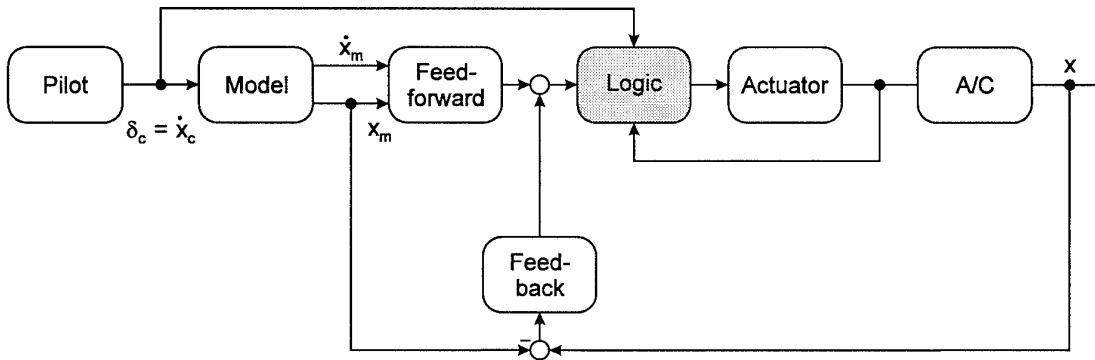 Pilot
δc = ẋc
Model
ẋm
xm
Feed-
forward
Logic
Actuator
A/C
x
Feed-
back
–